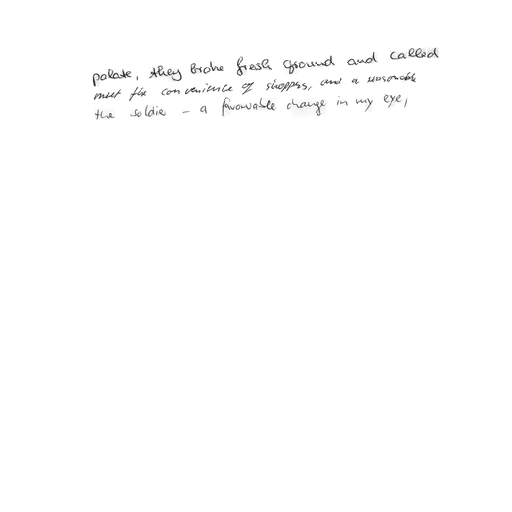 palate, they broke fresh ground and called
meet the convenience of shoppers, and a reasonable
the soldier - a favourable change in my eye,